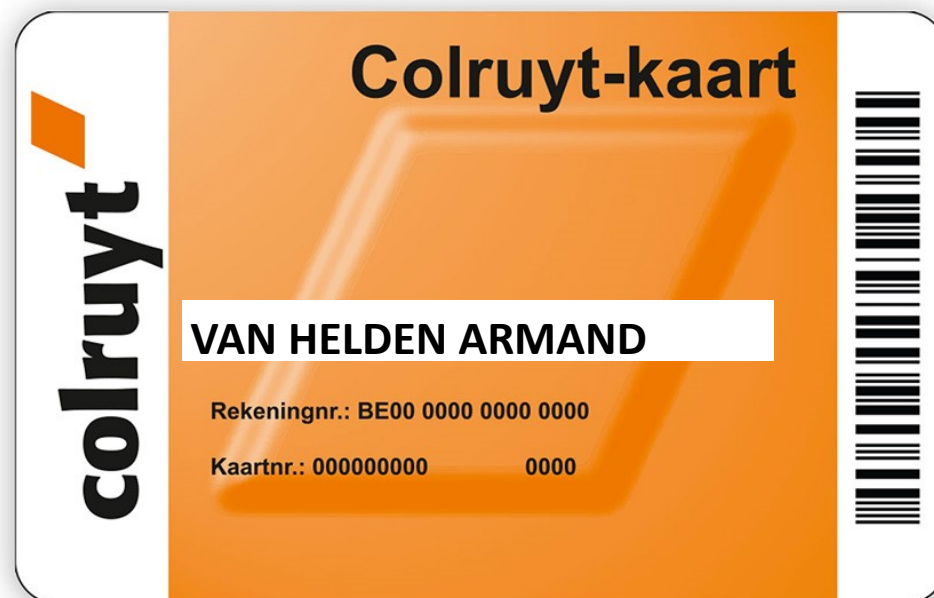 colruyt
Colruyt-kaart
VAN HELDEN ARMAND
Rekeningnr.: BE00 0000 0000 0000
Kaartnr.: 000000000 0000